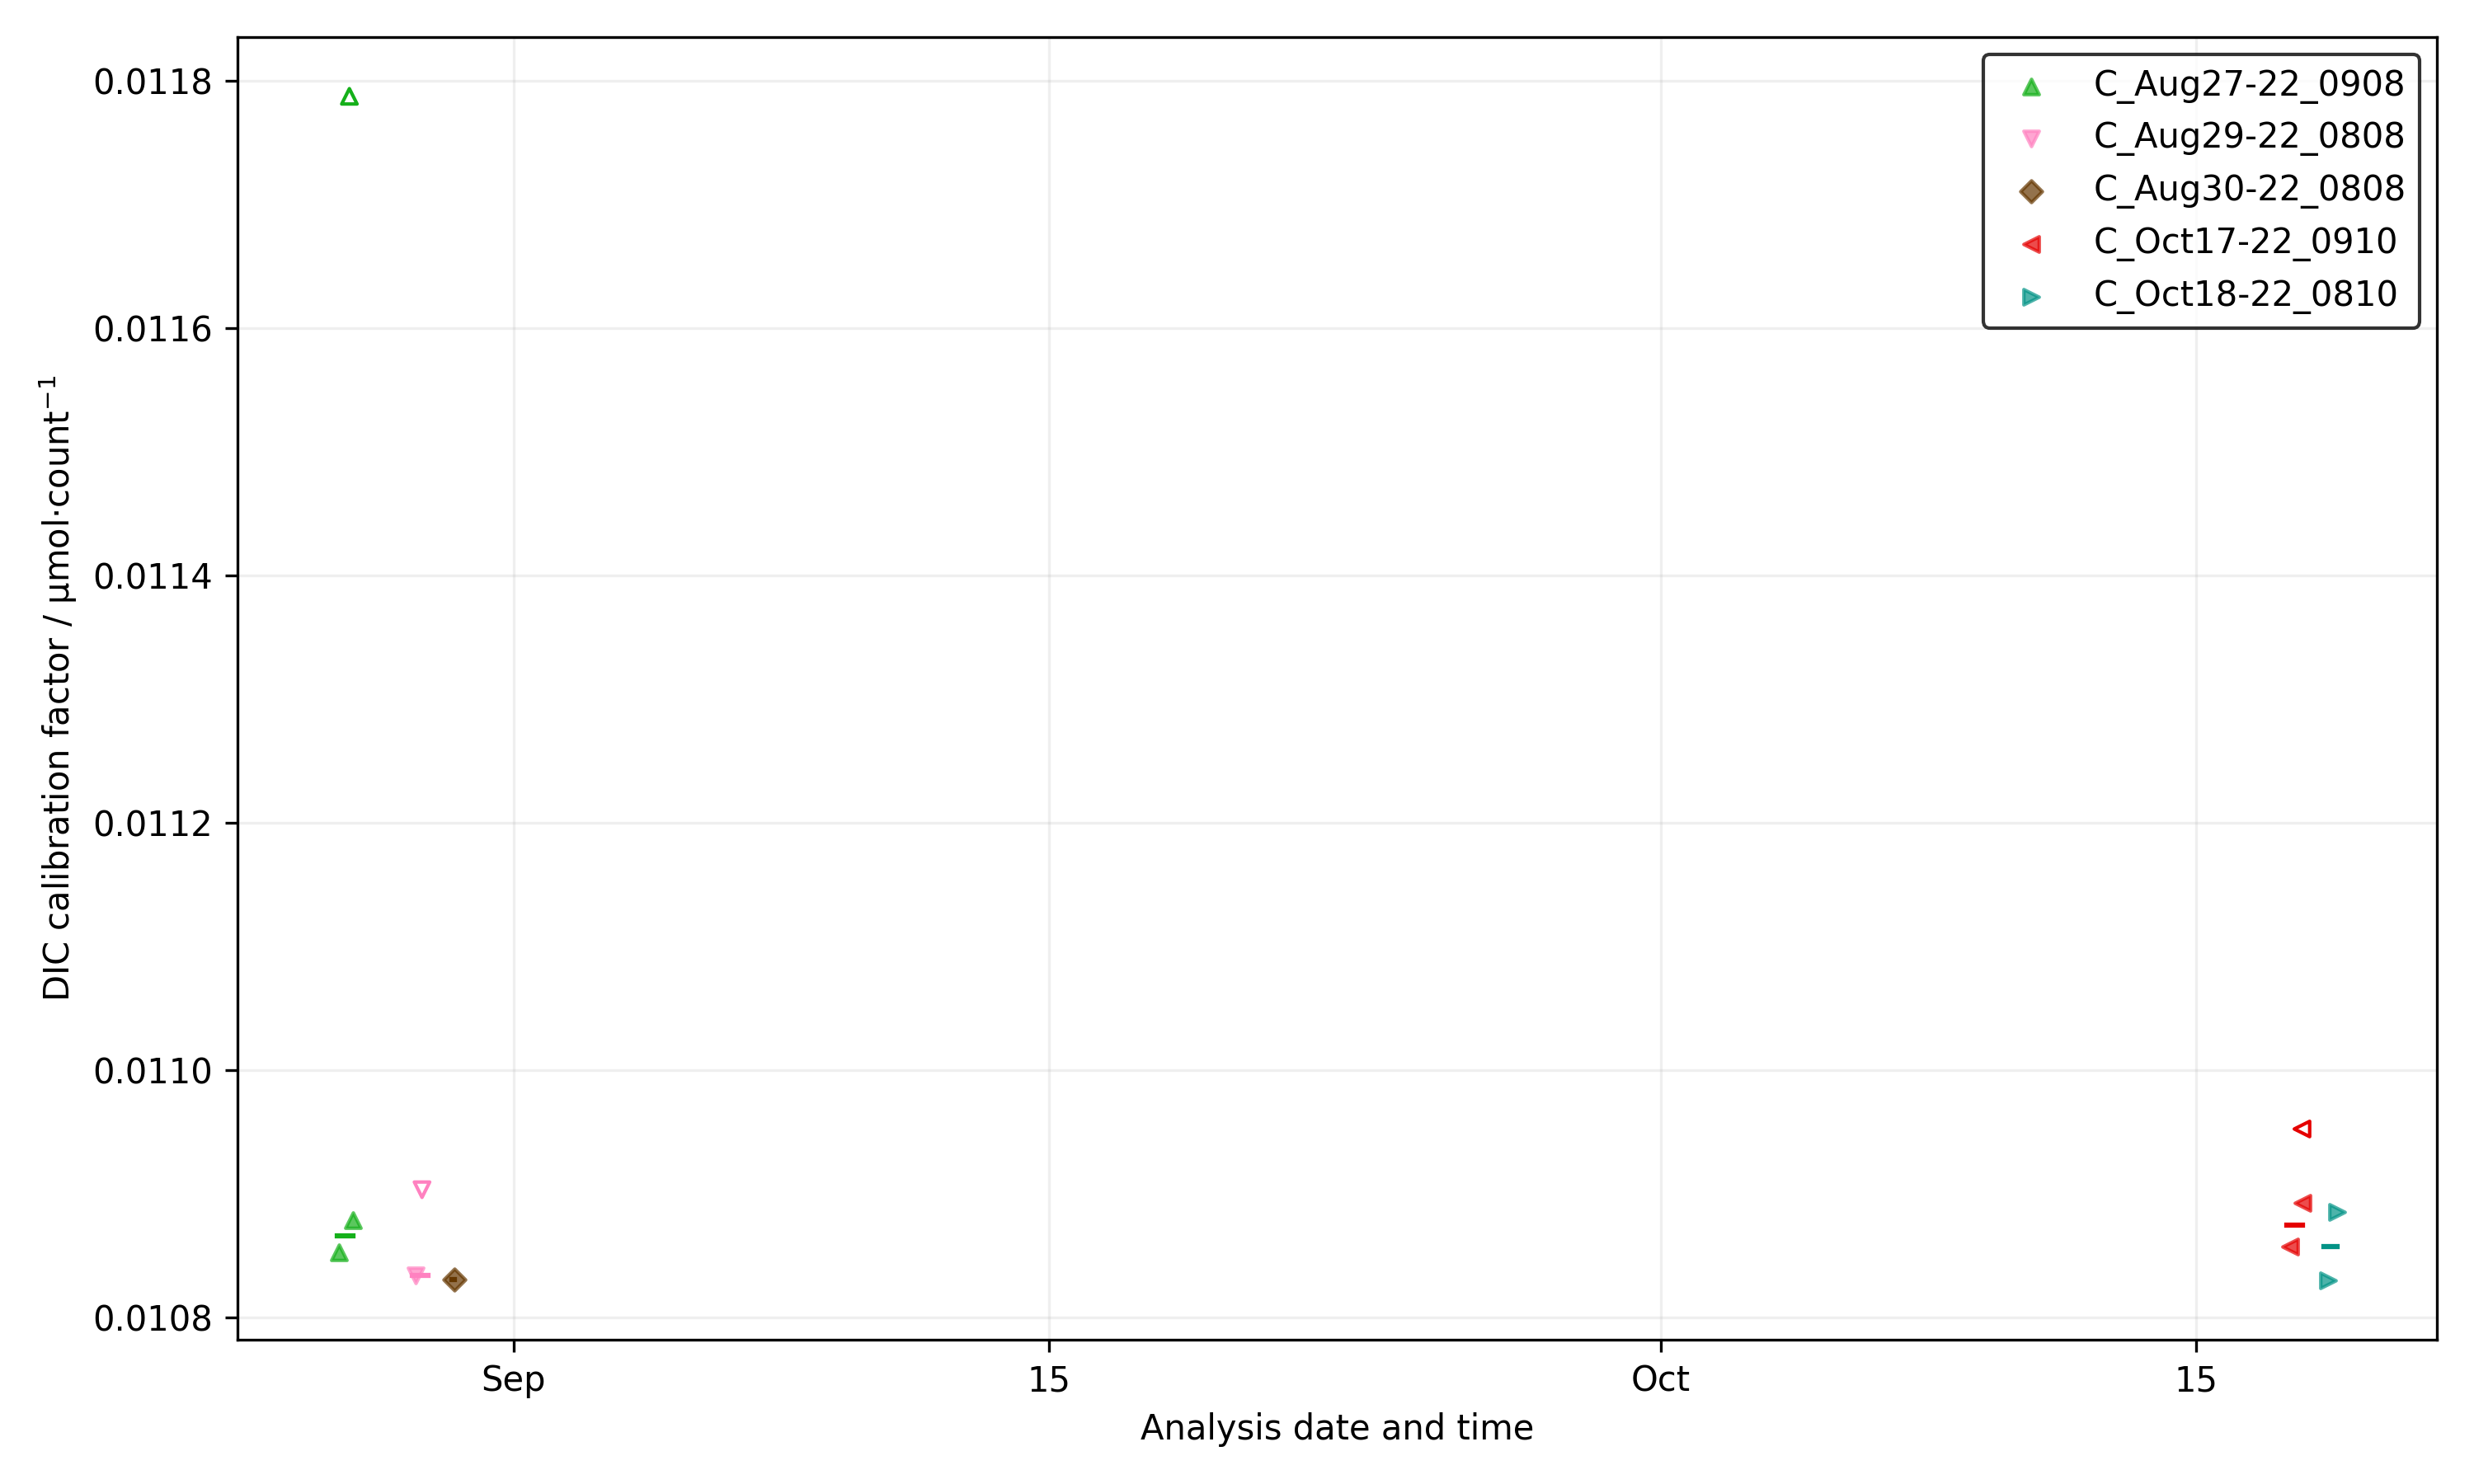 0.0118
0.0116
0.0114
0.0112
0.0110
0.0108
DIC calibration factor / µmol·count⁻¹
C_Aug27-22_0908
C_Aug29-22_0808
C_Aug30-22_0808
C_Oct17-22_0910
C_Oct18-22_0810
Sep 15 Oct 15
Analysis date and time